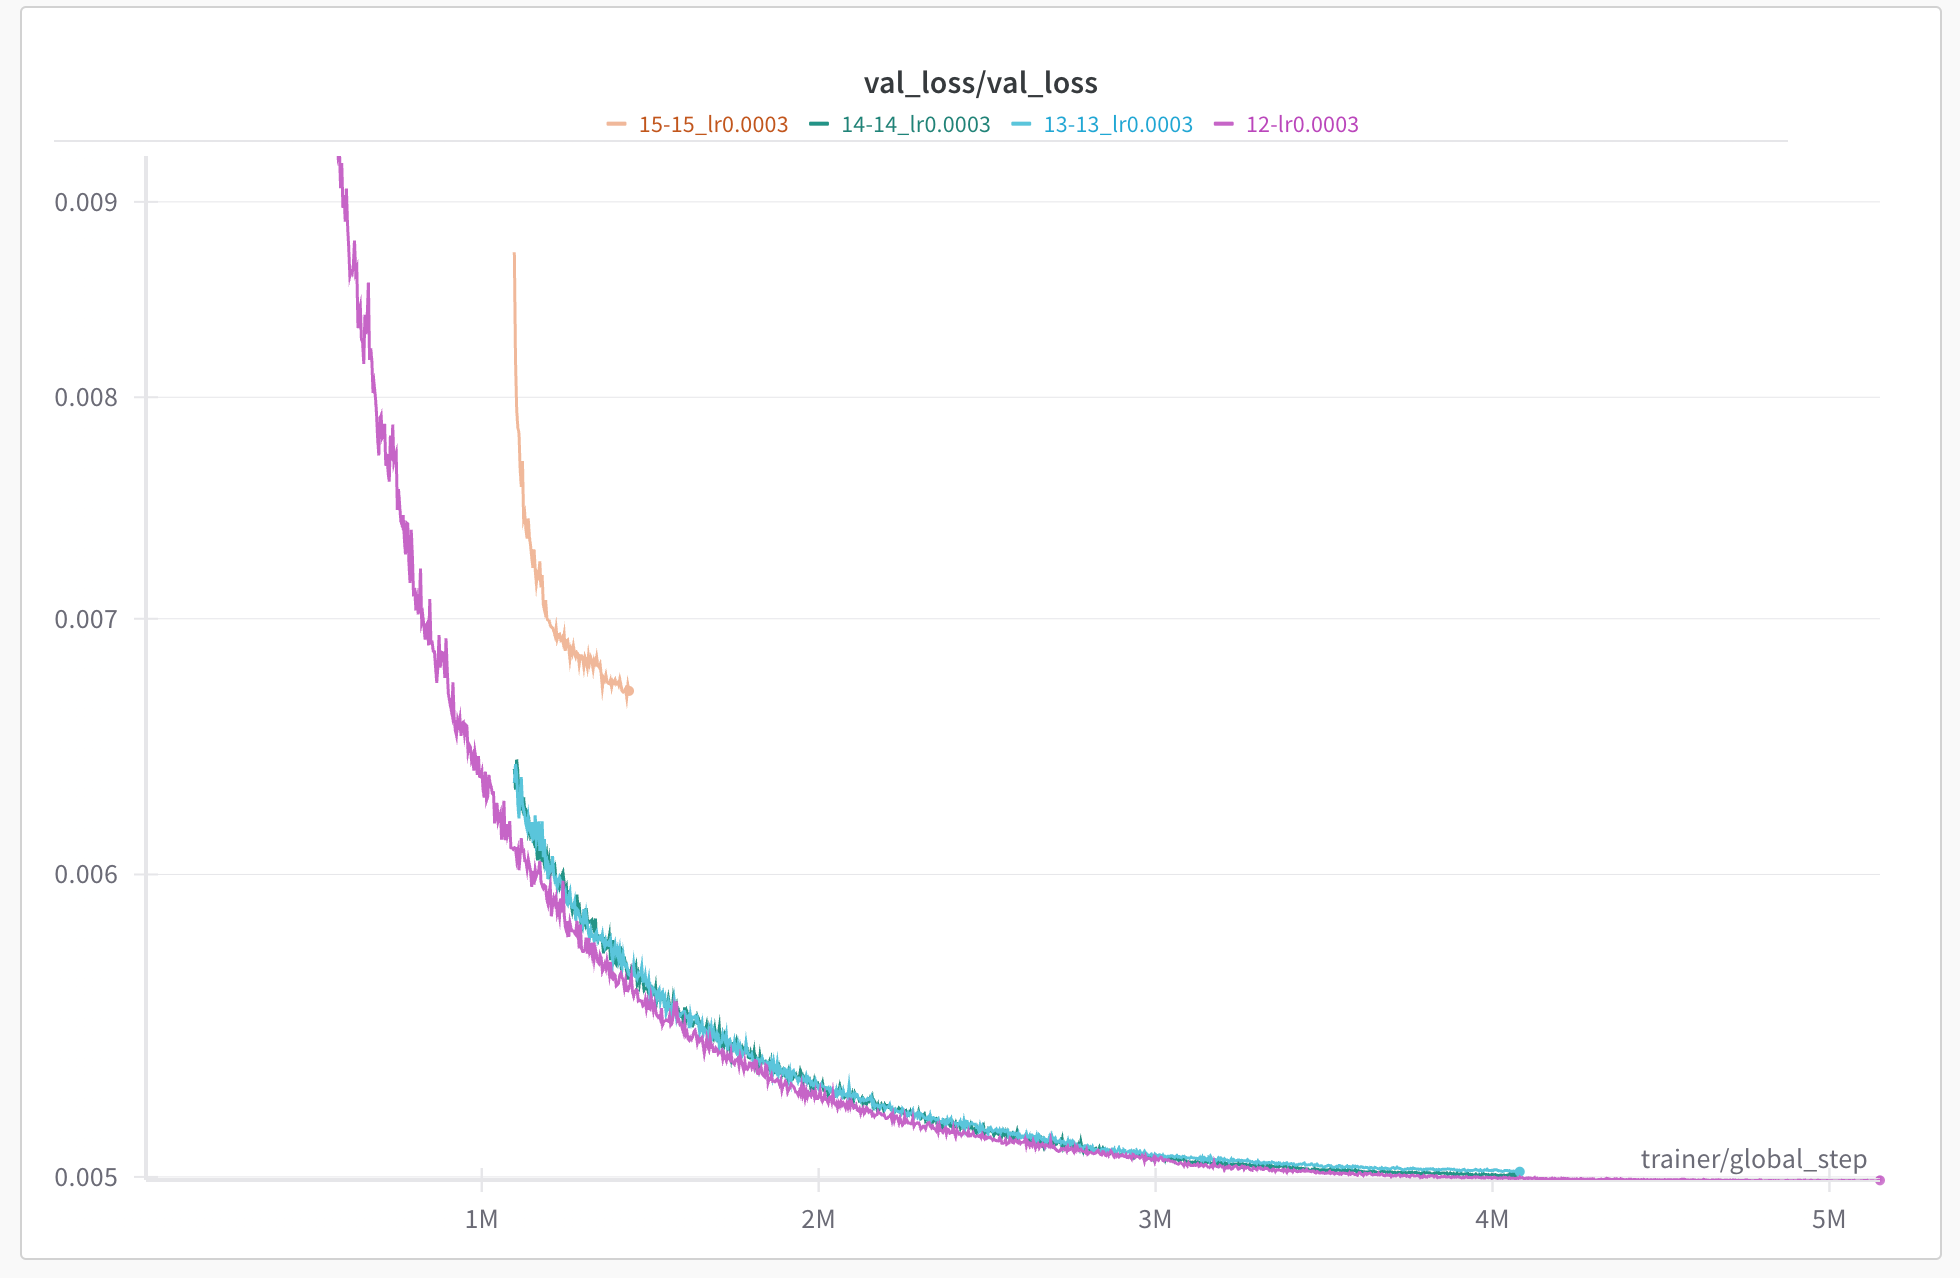 val_loss/val_loss
15-15_lr0.0003 14-14_lr0.0003 13-13_lr0.0003 12-lr0.0003
0.009
0.008
0.007
0.006
0.005
trainer/global_step
1M 2M 3M 4M 5M